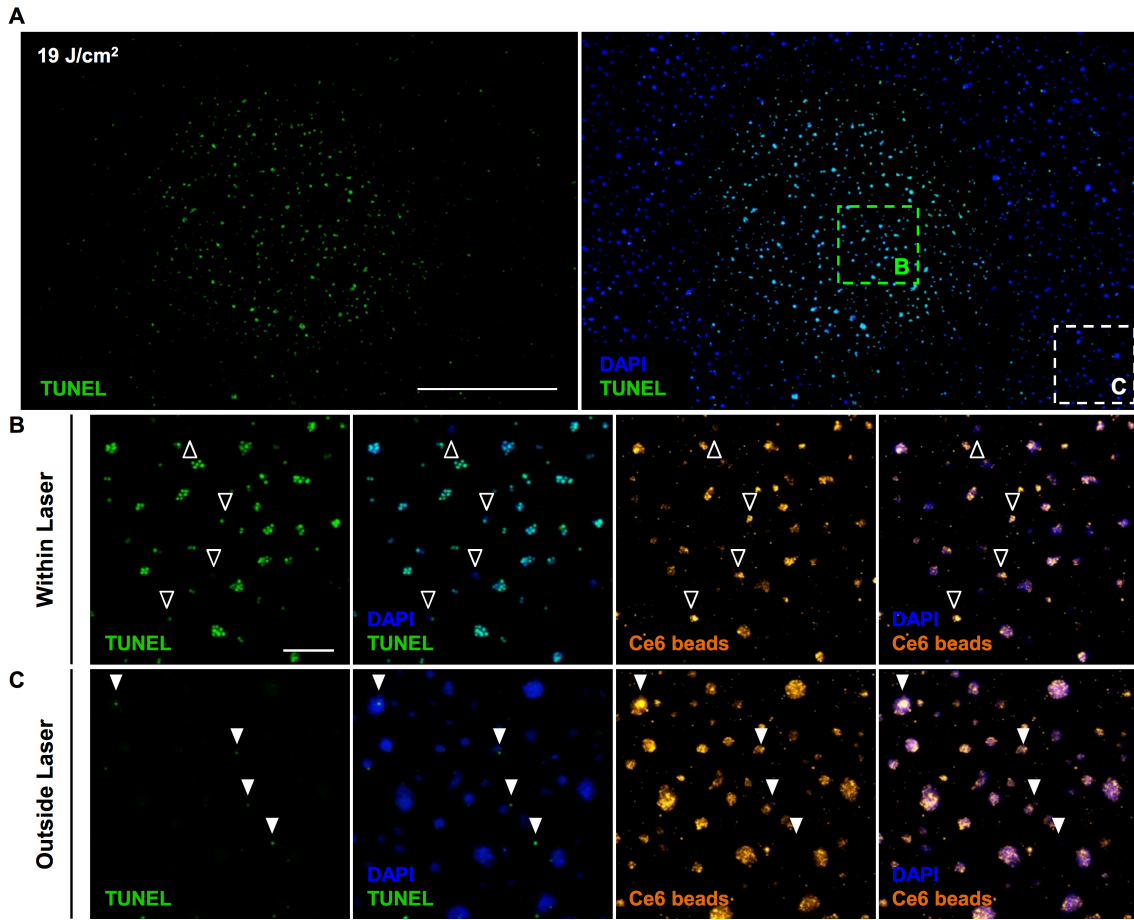 A
19 J/cm²
TUNEL
DAPI
TUNEL
B
C
B
Within Laser
TUNEL
DAPI
TUNEL
Ce6 beads
DAPI
Ce6 beads
C
Outside Laser
TUNEL
DAPI
TUNEL
Ce6 beads
DAPI
Ce6 beads